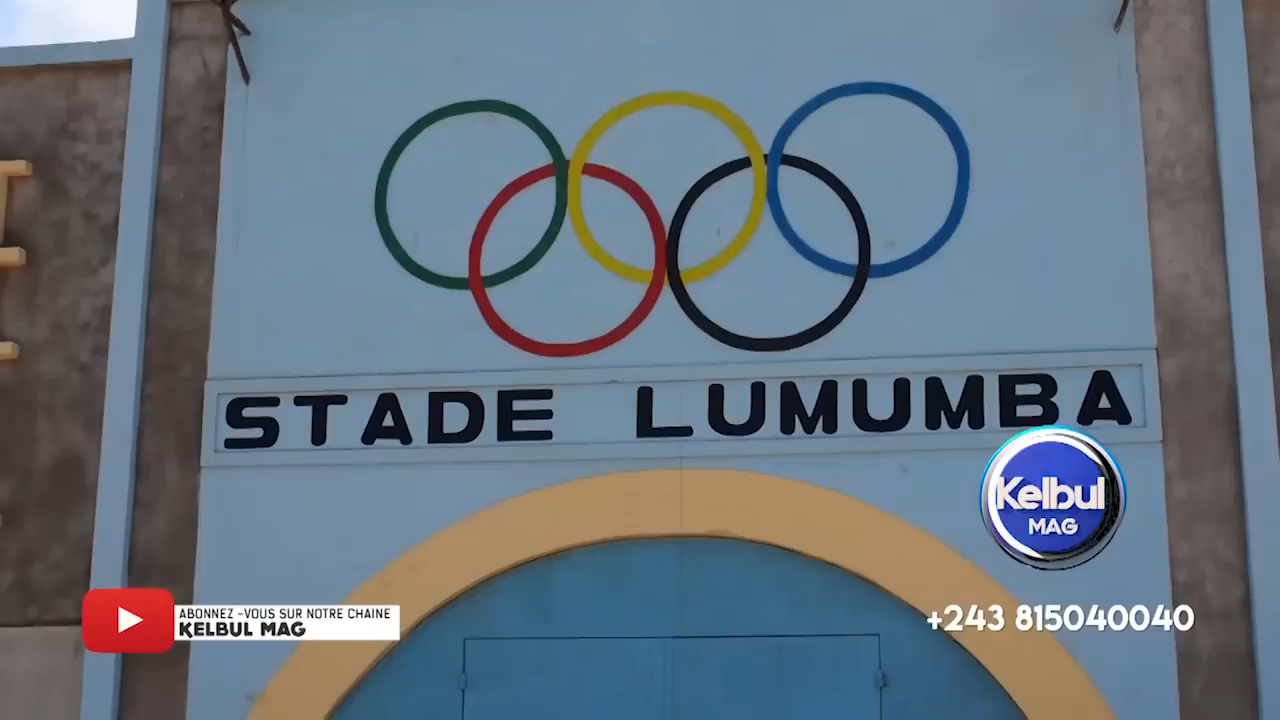 STADE LUMUMBA
Kelbul
MAG
ABONNEZ -VOUS SUR NOTRE CHAINE
KELBUL MAG
+243 815040040